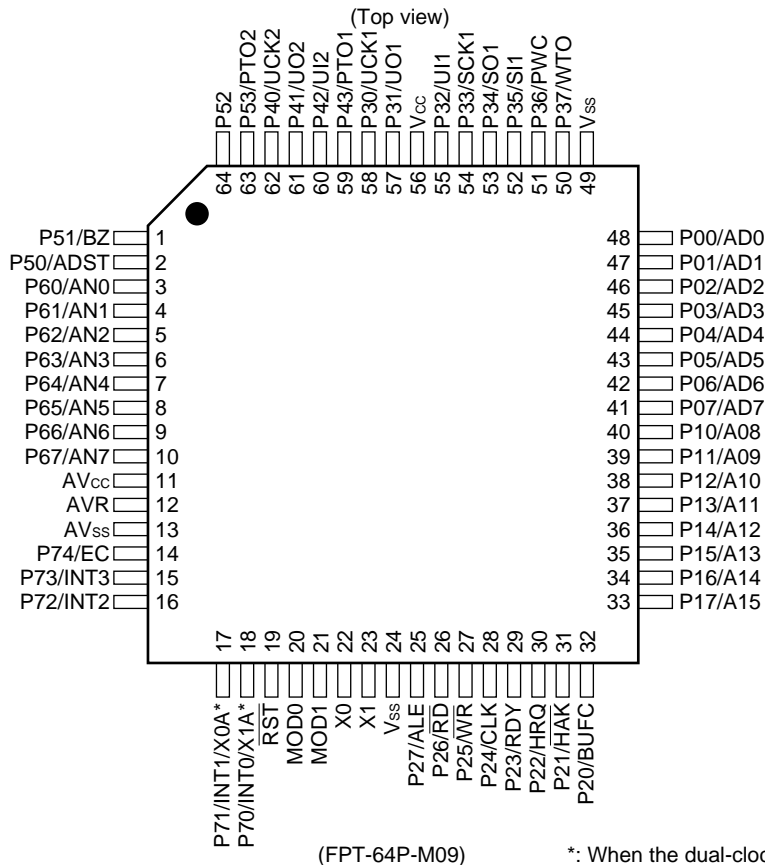 (Top view)
P52
P53/PTO2
P40/UCK2
P41/UO2
P42/UI2
P43/PTO1
P30/UCK1
P31/UO1
Vcc
P32/UI1
P33/SCK1
P34/SO1
P35/SI1
P36/PWC
P37/WTO
Vss
64
63
62
61
60
59
58
57
56
55
54
53
52
51
50
49
P51/BZ 1
P50/ADST 2
P60/AN0 3
P61/AN1 4
P62/AN2 5
P63/AN3 6
P64/AN4 7
P65/AN5 8
P66/AN6 9
P67/AN7 10
AVcc 11
AVR 12
AVss 13
P74/EC 14
P73/INT3 15
P72/INT2 16
48 P00/AD0
47 P01/AD1
46 P02/AD2
45 P03/AD3
44 P04/AD4
43 P05/AD5
42 P06/AD6
41 P07/AD7
40 P10/A08
39 P11/A09
38 P12/A10
37 P13/A11
36 P14/A12
35 P15/A13
34 P16/A14
33 P17/A15
17
18
19
20
21
22
23
24
25
26
27
28
29
30
31
32
P71/INT1/X0A*
P70/INT0/X1A*
RST
MOD0
MOD1
X0
X1
Vss
P27/ALE
P26/RD
P25/WR
P24/CLK
P23/RDY
P22/HRQ
P21/HAK
P20/BUFC
(FPT-64P-M09)
*: When the dual-cloc